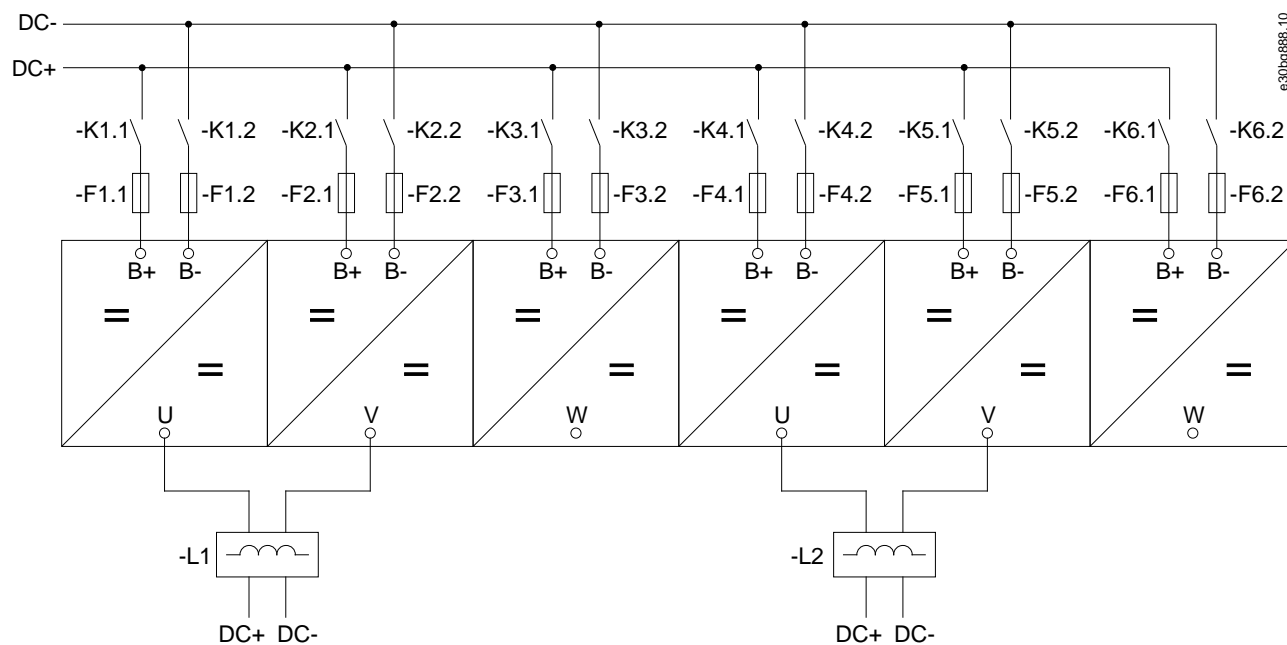 DC-
DC+
e30bg888.10
-K1.1 -K1.2 -K2.1 -K2.2 -K3.1 -K3.2 -K4.1 -K4.2 -K5.1 -K5.2 -K6.1 -K6.2
-F1.1 -F1.2 -F2.1 -F2.2 -F3.1 -F3.2 -F4.1 -F4.2 -F5.1 -F5.2 -F6.1 -F6.2
B+ B- B+ B- B+ B- B+ B- B+ B- B+ B-
= = = = = =
= = = = = =
U V W U V W
-L1 -L2
DC+ DC- DC+ DC-